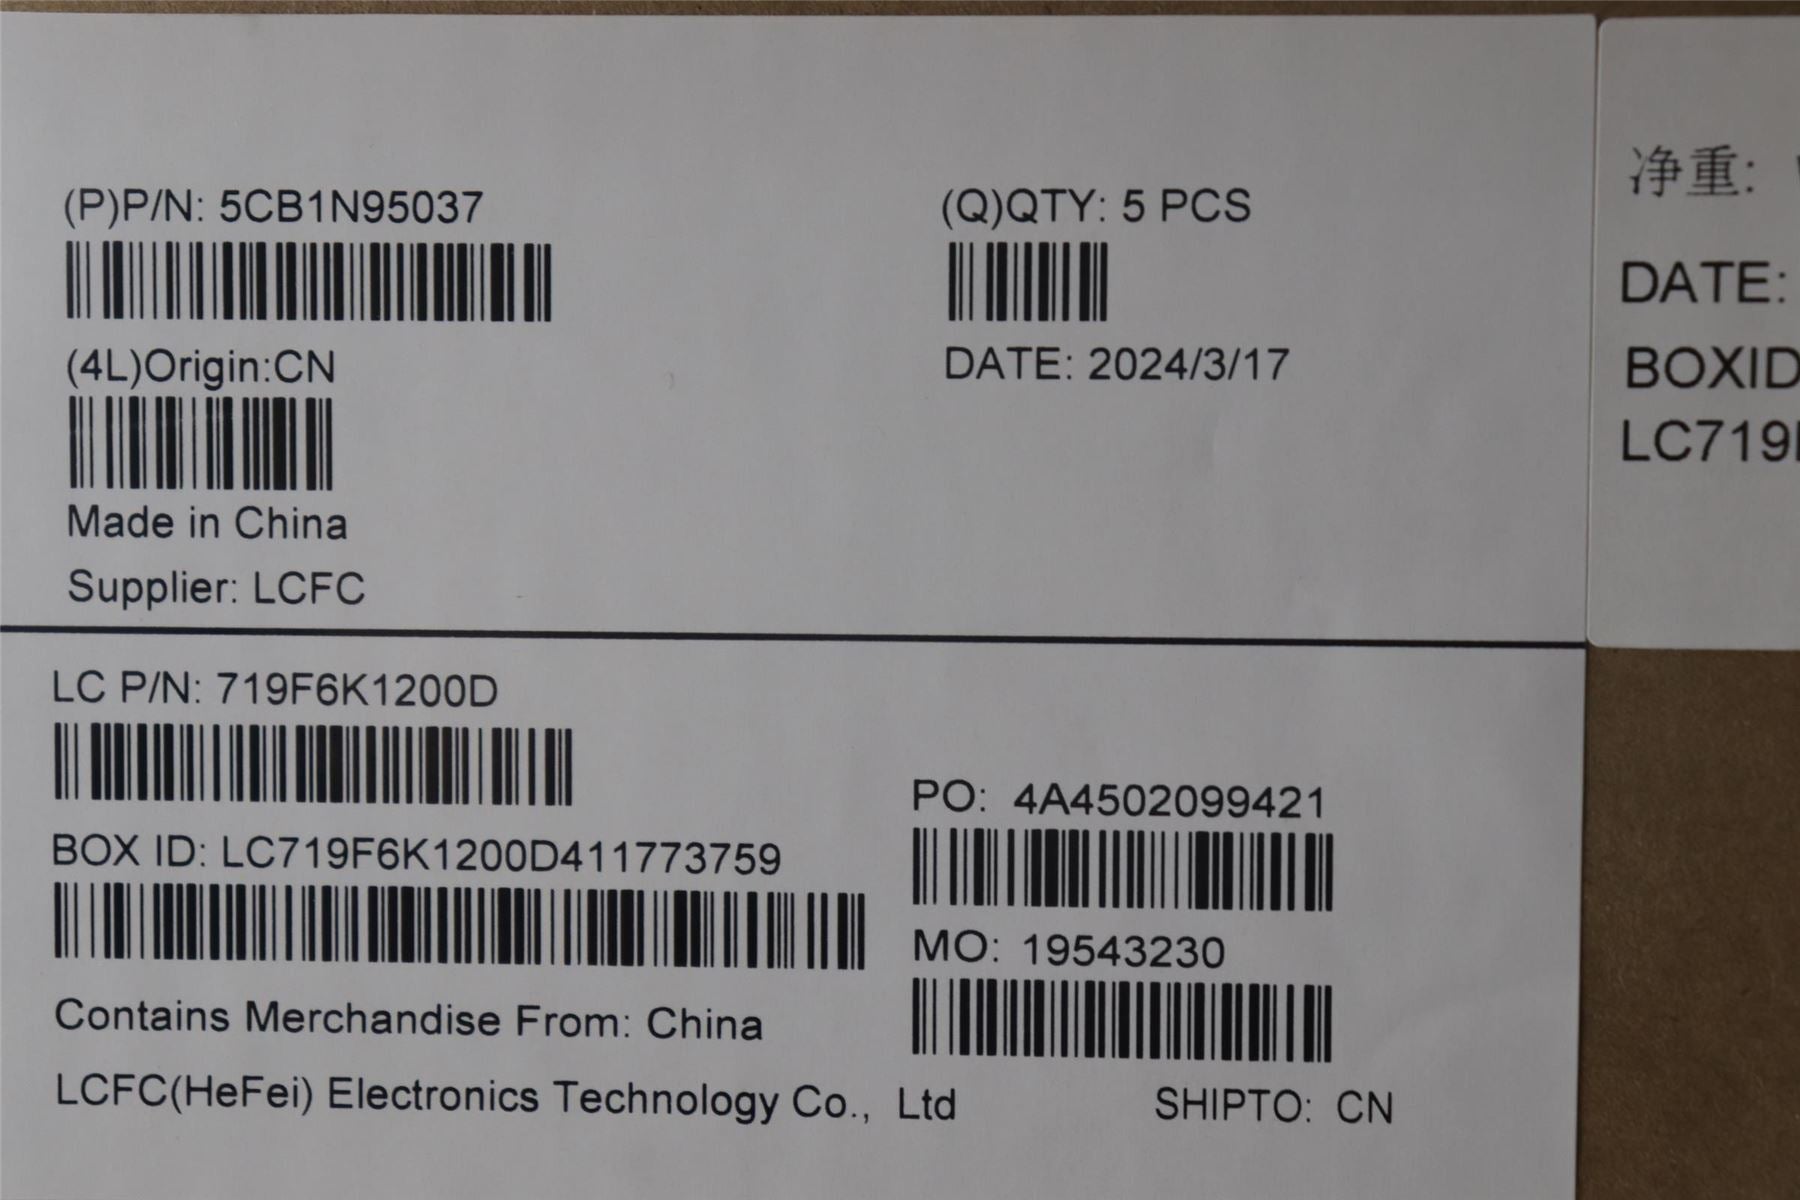 (P)P/N: 5CB1N95037
(Q)QTY: 5 PCS
(4L)Origin:CN
DATE: 2024/3/17
Made in China
Supplier: LCFC
LC P/N: 719F6K1200D
PO: 4A4502099421
BOX ID: LC719F6K1200D411773759
MO: 19543230
Contains Merchandise From: China
LCFC(HeFei) Electronics Technology Co., Ltd
SHIPTO: CN
净重:
DATE:
BOXID
LC719